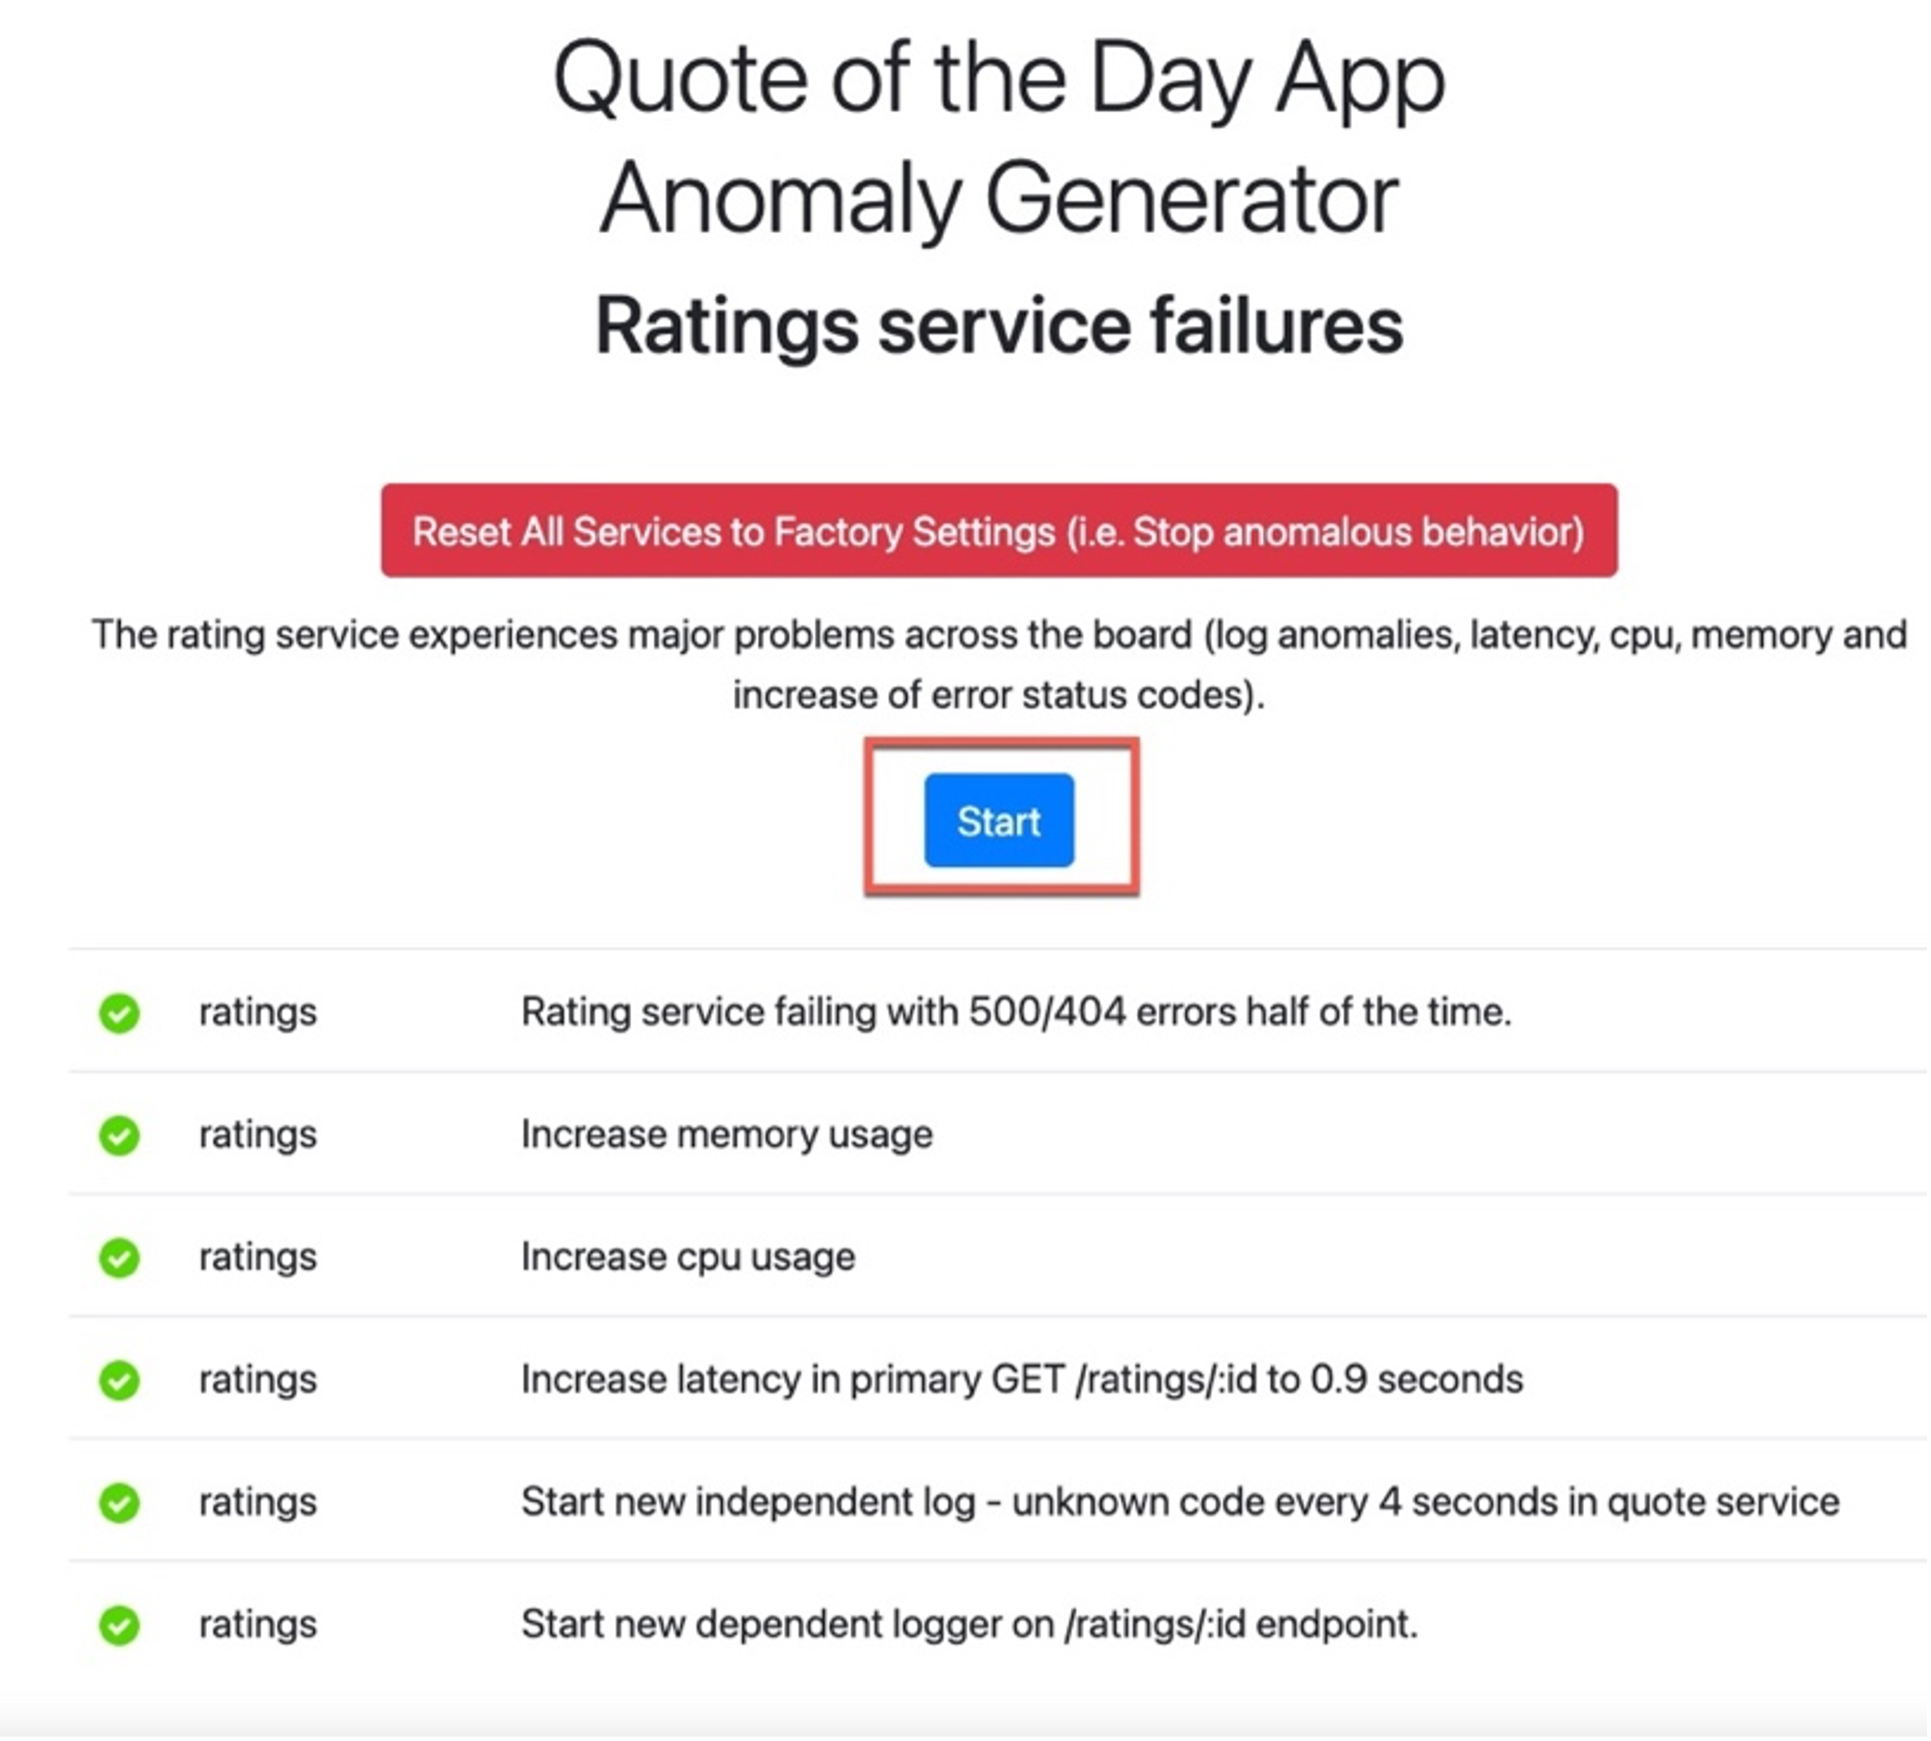 Quote of the Day App
Anomaly Generator
Ratings service failures
Reset All Services to Factory Settings (i.e. Stop anomalous behavior)
The rating service experiences major problems across the board (log anomalies, latency, cpu, memory and
increase of error status codes).
Start
ratings Rating service failing with 500/404 errors half of the time.
ratings Increase memory usage
ratings Increase cpu usage
ratings Increase latency in primary GET /ratings/:id to 0.9 seconds
ratings Start new independent log - unknown code every 4 seconds in quote service
ratings Start new dependent logger on /ratings/:id endpoint.